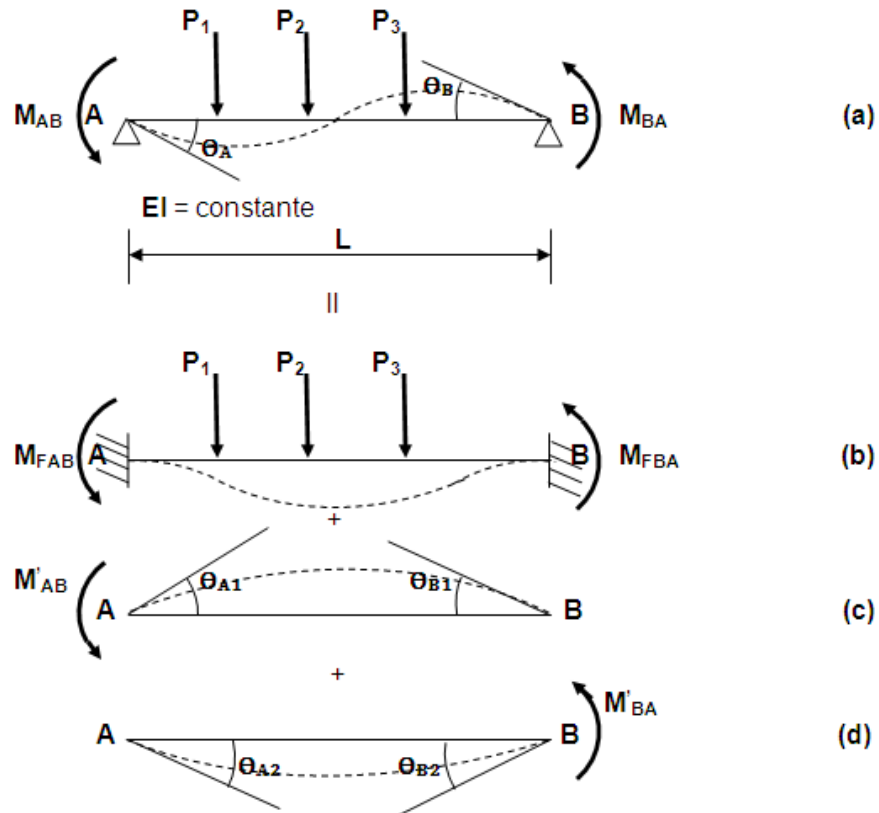 P1 P2 P3
MAB A ΘA ΘB B MBA (a)
EI = constante
L
||
P1 P2 P3
MFAB A B MFBA (b)
+
M'AB A ΘA1 ΘB1 B (c)
+
A ΘA2 ΘB2 B M'BA (d)